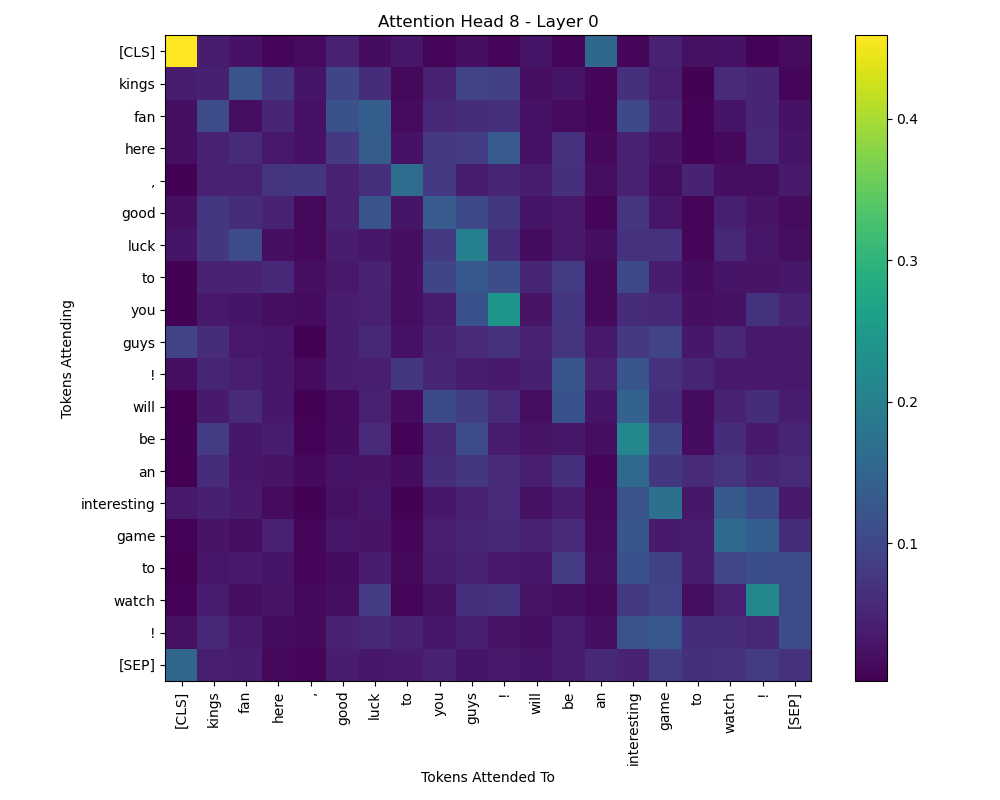 Attention Head 8 - Layer 0
Tokens Attending
[CLS]
kings
fan
here
,
good
luck
to
you
guys
!
will
be
an
interesting
game
to
watch
!
[SEP]
[CLS] kings fan here , good luck to you guys ! will be an interesting game to watch ! [SEP]
Tokens Attended To
0.4
0.3
0.2
0.1